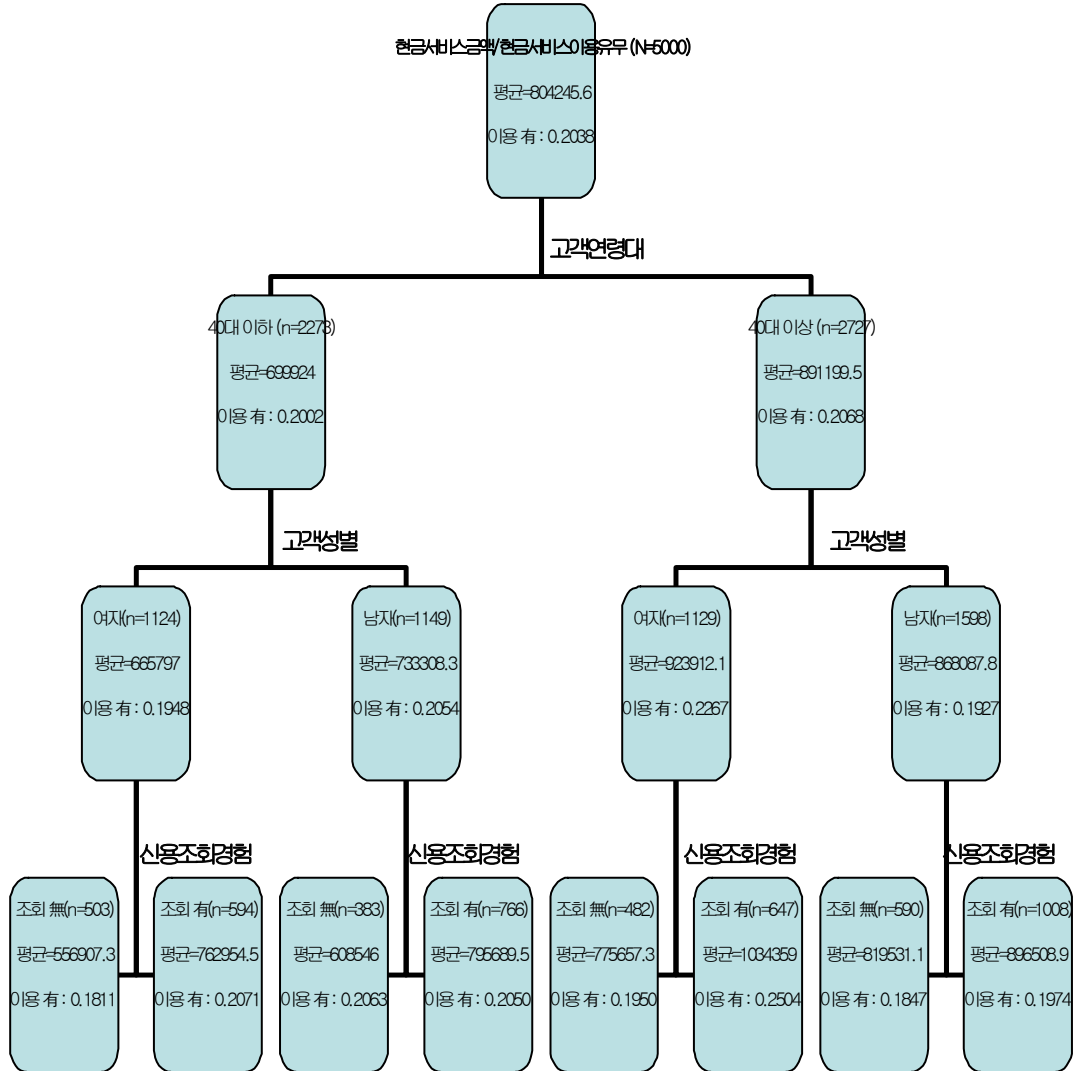 현금서비스금액/현금서비스이용유무 (N=5000)
평균=804245.6
이용 有 : 0.2038
고객연령대
40대 이하 (n=2273)
평균=699924
이용 有 : 0.2002
40대 이상 (n=2727)
평균=891199.5
이용 有 : 0.2068
고객성별
고객성별
여자(n=1124)
평균=665797
이용 有 : 0.1948
남자(n=1149)
평균=733308.3
이용 有 : 0.2054
여자(n=1129)
평균=923912.1
이용 有 : 0.2267
남자(n=1598)
평균=868087.8
이용 有 : 0.1927
신용조회경험
신용조회경험
신용조회경험
신용조회경험
조회 無(n=503)
평균=556907.3
이용 有 : 0.1811
조회 有(n=594)
평균=762954.5
이용 有 : 0.2071
조회 無(n=383)
평균=608546
이용 有 : 0.2063
조회 有(n=766)
평균=795689.5
이용 有 : 0.2050
조회 無(n=482)
평균=775657.3
이용 有 : 0.1950
조회 有(n=647)
평균=1034359
이용 有 : 0.2504
조회 無(n=590)
평균=819531.1
이용 有 : 0.1847
조회 有(n=1008)
평균=896508.9
이용 有 : 0.1974